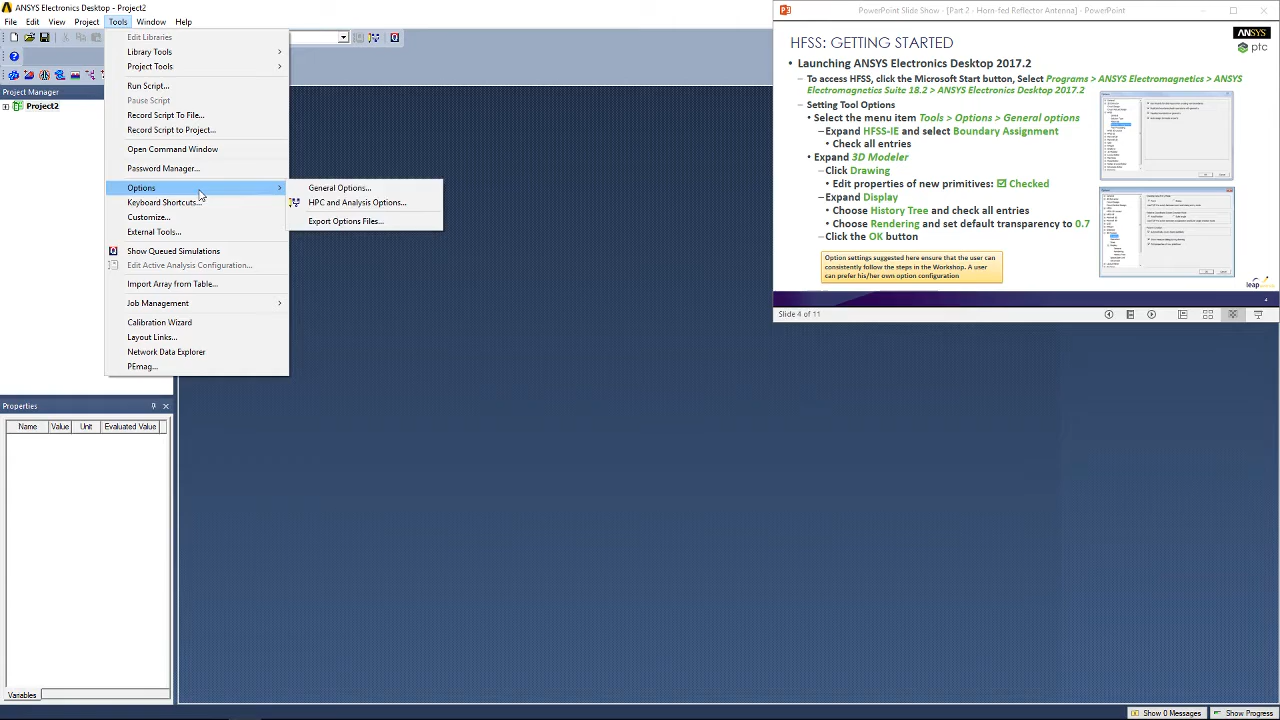 ANSYS Electronics Desktop - Project2
File Edit View Project Tools Window Help
Edit Libraries
Library Tools
Project Tools
Run Script...
Pause Script
Record Script To File...
Record Script to Project...
Open Command Window
Password Manager...
Options
Keyboard Shortcuts...
Customize...
External Tools...
Show Queued Simulations
Edit Active Analysis Configuration...
Import Array from Table...
Job Management
Calibration Wizard
Layout Links...
Network Data Explorer
PEmag...
General Options...
HPC and Analysis Options...
Export Options Files...
Project Manager
Project2
Properties
Name Value Unit Evaluated Value
Variables
Show 0 Messages Show Progress
PowerPoint Slide Show - [Part 2 - Horn-fed Reflector Antenna] - PowerPoint
HFSS: GETTING STARTED
ANSYS
ptc
• Launching ANSYS Electronics Desktop 2017.2
– To access HFSS, click the Microsoft Start button, Select Programs > ANSYS Electromagnetics > ANSYS
Electromagnetics Suite 18.2 > ANSYS Electronics Desktop 2017.2
– Setting Tool Options
• Select the menu item Tools > Options > General options
–Expand HFSS-IE and select Boundary Assignment
• Check all entries
• Expand 3D Modeler
–Click Drawing
• Edit properties of new primitives: ☑ Checked
–Expand Display
• Choose History Tree and check all entries
• Choose Rendering and set default transparency to 0.7
–Click the OK button
Option settings suggested here ensure that the user can
consistently follow the steps in the Workshop. A user
can prefer his/her own option configuration
leap
4
Slide 4 of 11